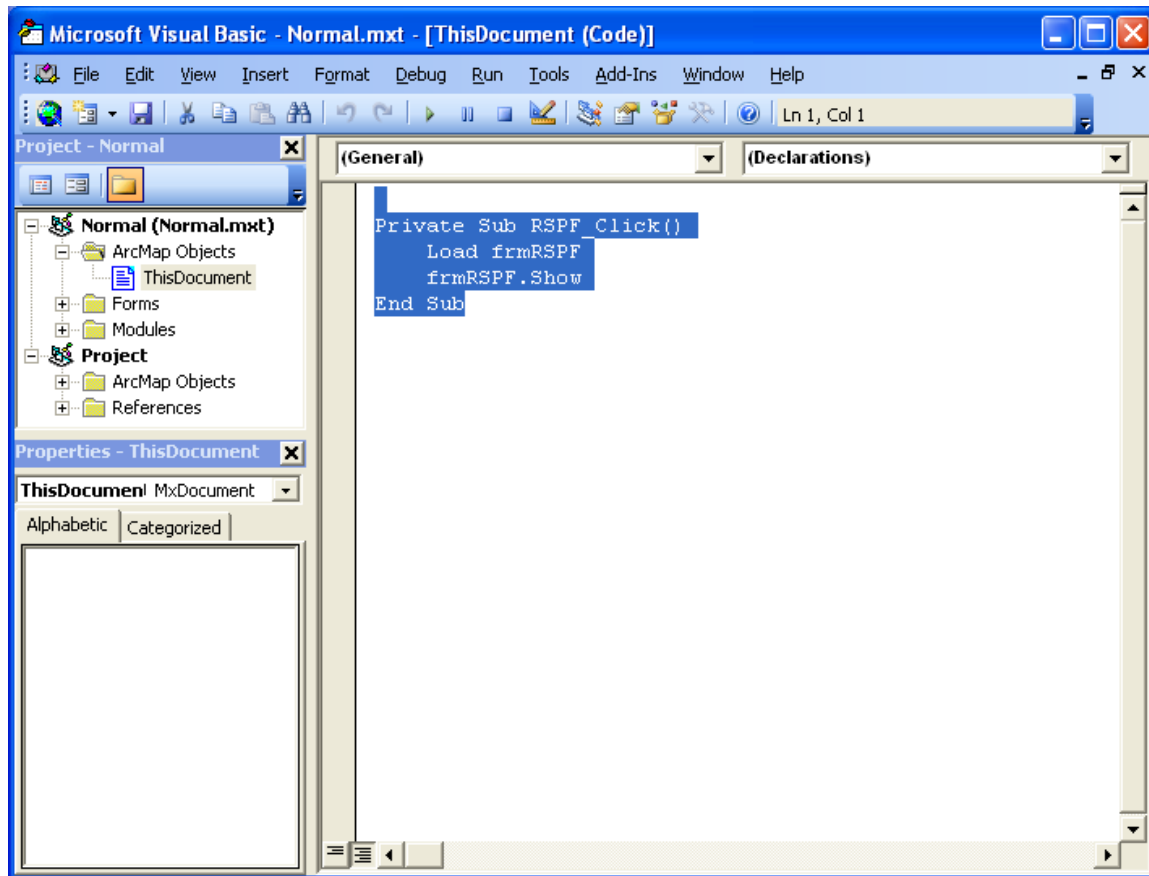 Microsoft Visual Basic - Normal.mxt - [ThisDocument (Code)]
File Edit View Insert Format Debug Run Tools Add-Ins Window Help
Ln 1, Col 1
Project - Normal
(General) (Declarations)
Normal (Normal.mxt)
ArcMap Objects
ThisDocument
Forms
Modules
Project
ArcMap Objects
References
Properties - ThisDocument
ThisDocumen MxDocument
Alphabetic Categorized
Private Sub RSPF_Click()
Load frmRSPF
frmRSPF.Show
End Sub